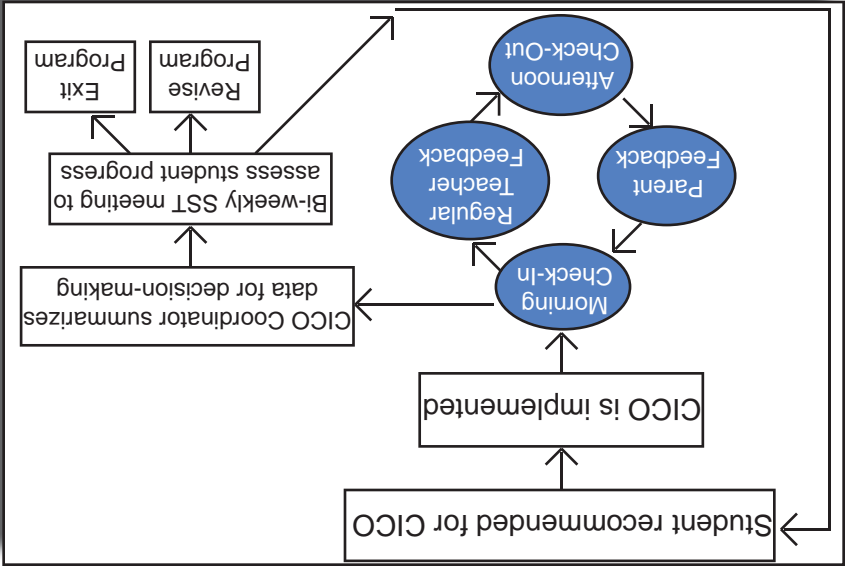 Student recommended for CICO
CICO is implemented
Morning
Check-In
CICO Coordinator summarizes
data for decision-making
Parent
Feedback
Regular
Teacher
Feedback
Bi-weekly SST meeting to
assess student progress
Afternoon
Check-Out
Revise
Program
Exit
Program